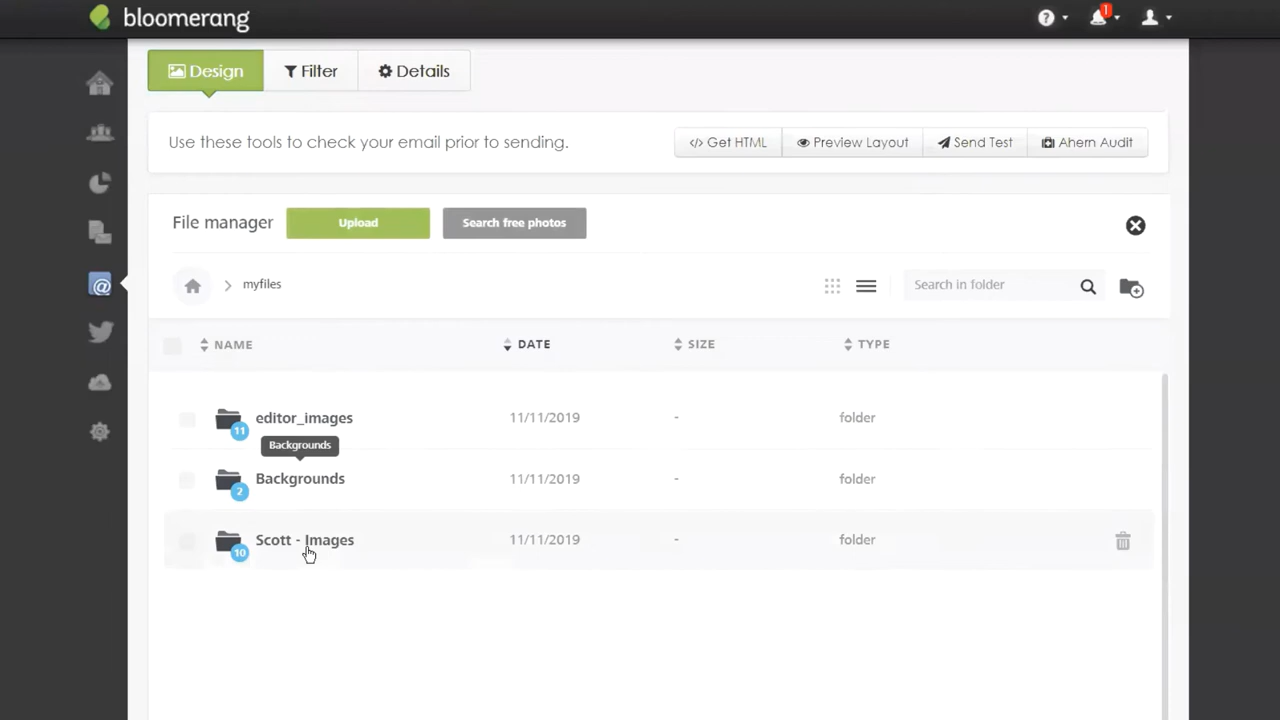 bloomerang
1
Design Filter Details
Use these tools to check your email prior to sending. </> Get HTML Preview Layout Send Test Ahern Audit
File manager Upload Search free photos
> myfiles Search in folder
NAME DATE SIZE TYPE
editor_images 11/11/2019 - folder
11
Backgrounds
Backgrounds 11/11/2019 - folder
2
Scott - Images 11/11/2019 - folder
10